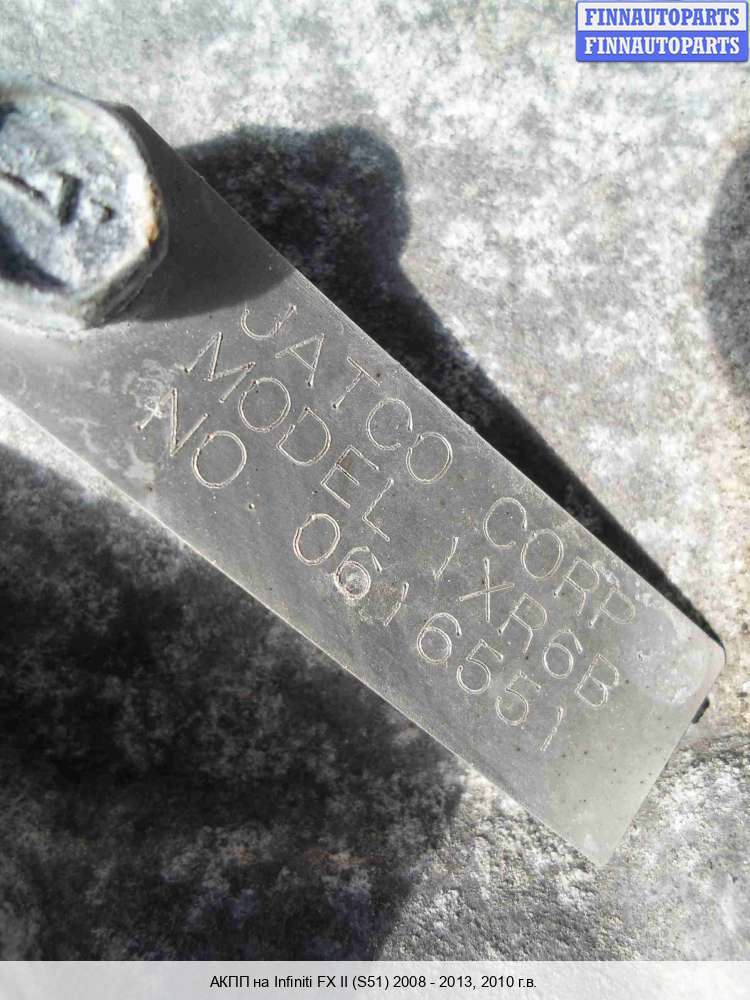 FINNAUTOPARTS
FINNAUTOPARTS
JATCO CORP
MODEL 1XR6B
NO. 0616551
АКПП на Infiniti FX II (S51) 2008 - 2013, 2010 г.в.